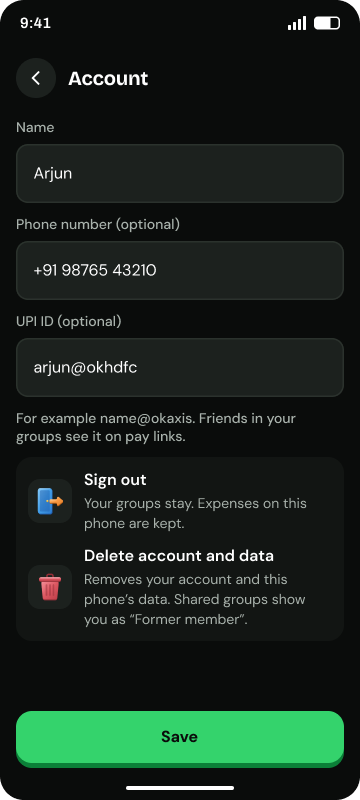 9:41
Account
Name
Arjun
Phone number (optional)
+91 98765 43210
UPI ID (optional)
arjun@okhdfc
For example name@okaxis. Friends in your
groups see it on pay links.
Sign out
Your groups stay. Expenses on this
phone are kept.
Delete account and data
Removes your account and this
phone’s data. Shared groups show
you as “Former member”.
Save